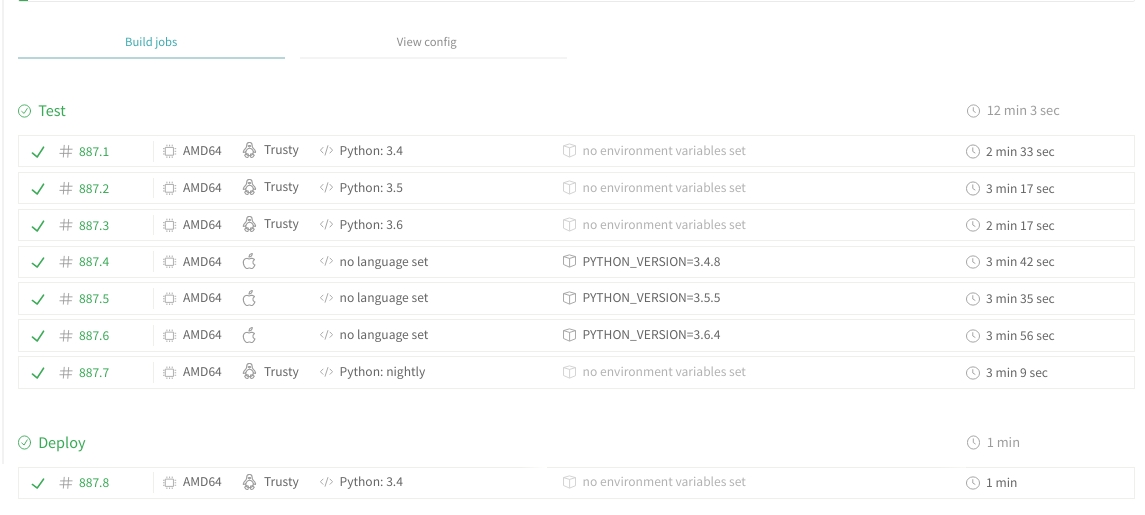 Build jobs View config
Test 12 min 3 sec
# 887.1 AMD64 Trusty </> Python: 3.4 no environment variables set 2 min 33 sec
# 887.2 AMD64 Trusty </> Python: 3.5 no environment variables set 3 min 17 sec
# 887.3 AMD64 Trusty </> Python: 3.6 no environment variables set 2 min 17 sec
# 887.4 AMD64 </> no language set PYTHON_VERSION=3.4.8 3 min 42 sec
# 887.5 AMD64 </> no language set PYTHON_VERSION=3.5.5 3 min 35 sec
# 887.6 AMD64 </> no language set PYTHON_VERSION=3.6.4 3 min 56 sec
# 887.7 AMD64 Trusty </> Python: nightly no environment variables set 3 min 9 sec
Deploy 1 min
# 887.8 AMD64 Trusty </> Python: 3.4 no environment variables set 1 min